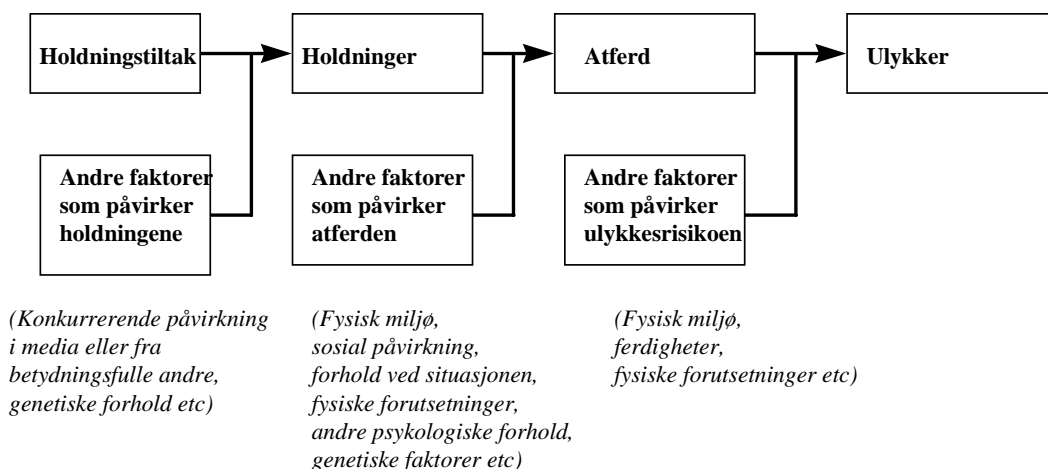 Holdningstiltak
Holdninger
Atferd
Ulykker
Andre faktorer
som påvirker
holdningene
Andre faktorer
som påvirker
atferden
Andre faktorer
som påvirker
ulykkesrisikoen
(Konkurrerende påvirkning
i media eller fra
betydningsfulle andre,
genetiske forhold etc)
(Fysisk miljø,
sosial påvirkning,
forhold ved situasjonen,
fysiske forutsetninger,
andre psykologiske forhold,
genetiske faktorer etc)
(Fysisk miljø,
ferdigheter,
fysiske forutsetninger etc)